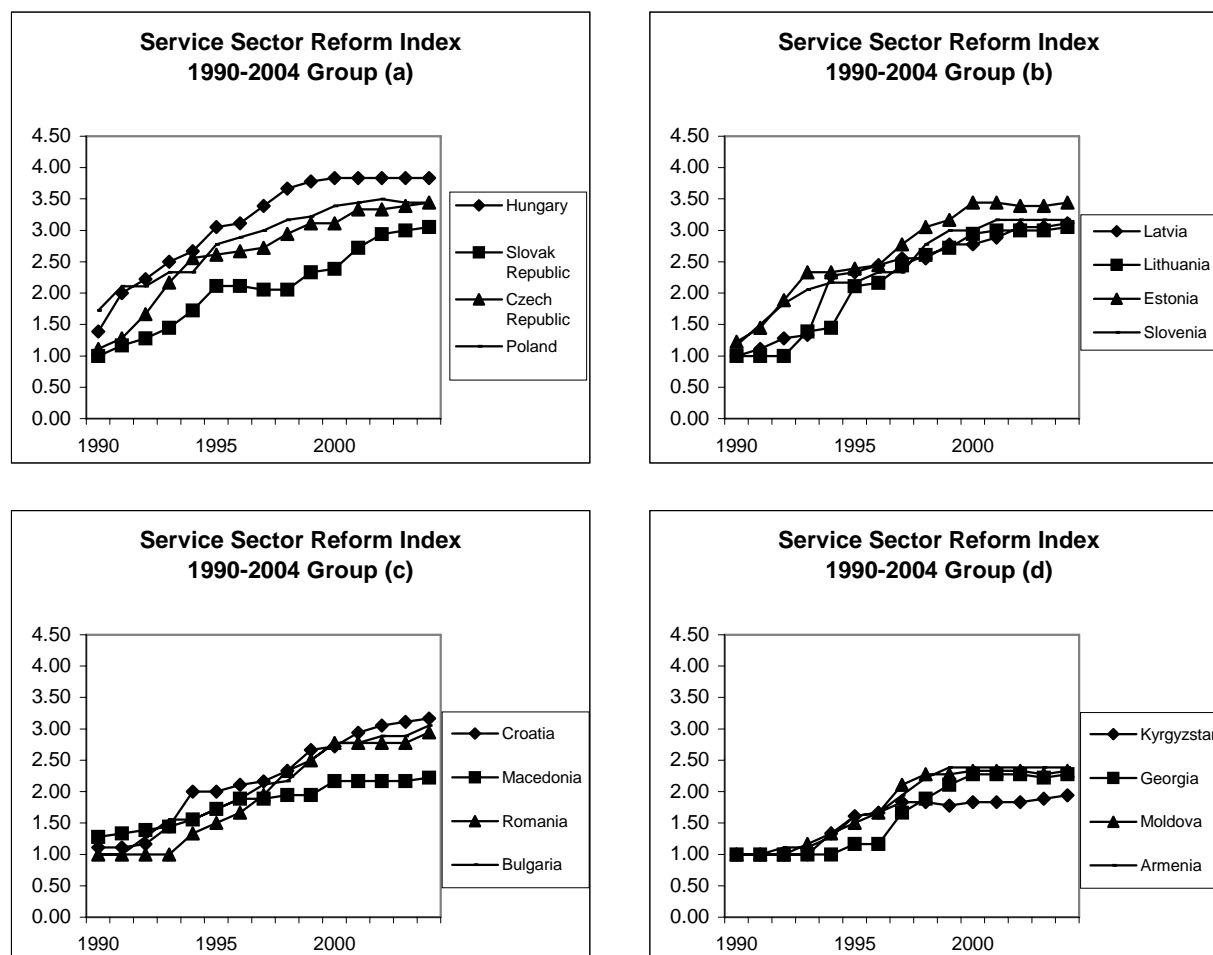 Service Sector Reform Index
1990-2004 Group (a)
4.50
4.00
3.50
3.00
2.50
2.00
1.50
1.00
0.50
0.00
1990 1995 2000
Hungary
Slovak
Republic
Czech
Republic
Poland
Service Sector Reform Index
1990-2004 Group (b)
4.50
4.00
3.50
3.00
2.50
2.00
1.50
1.00
0.50
0.00
1990 1995 2000
Latvia
Lithuania
Estonia
Slovenia
Service Sector Reform Index
1990-2004 Group (c)
4.50
4.00
3.50
3.00
2.50
2.00
1.50
1.00
0.50
0.00
1990 1995 2000
Croatia
Macedonia
Romania
Bulgaria
Service Sector Reform Index
1990-2004 Group (d)
4.50
4.00
3.50
3.00
2.50
2.00
1.50
1.00
0.50
0.00
1990 1995 2000
Kyrgyzstan
Georgia
Moldova
Armenia